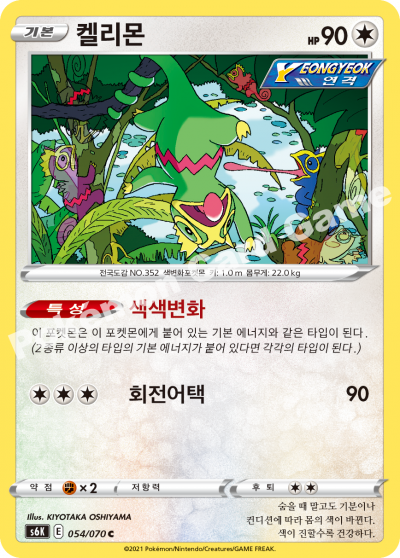 기본 켈리몬 HP 90
YEONGYEOK
연격
전국도감 NO.352 색변화포켓몬 키: 1.0 m 몸무게: 22.0 kg
특성 색색변화
이 포켓몬은 이 포켓몬에게 붙어 있는 기본 에너지와 같은 타입이 된다.
(2종류 이상의 타입의 기본 에너지가 붙어 있다면 각각의 타입이 된다.)
회전어택 90
약점 ×2 저항력 후퇴
Illus. KIYOTAKA OSHIYAMA
s6K E 054/070 C
숨을 때 말고도 기분이나
컨디션에 따라 몸의 색이 바뀐다.
색이 진할수록 건강하다.
©2021 Pokémon/Nintendo/Creatures/GAME FREAK.
Pokémon Card Game